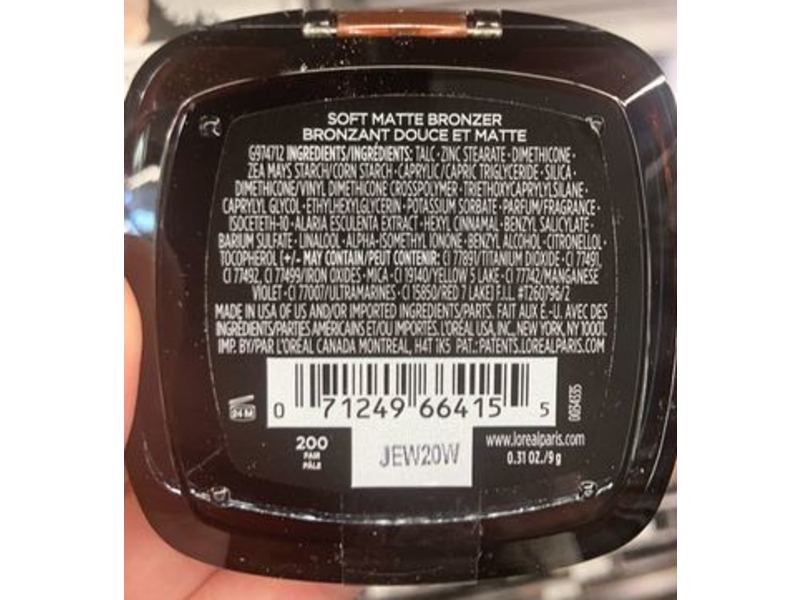 SOFT MATTE BRONZER
BRONZANT DOUCE ET MATTE
G974712 INGREDIENTS/INGRÉDIENTS: TALC · ZINC STEARATE · DIMETHICONE ·
ZEA MAYS STARCH/CORN STARCH · CAPRYLIC/CAPRIC TRIGLYCERIDE · SILICA ·
DIMETHICONE/VINYL DIMETHICONE CROSSPOLYMER · TRIETHOXYCAPRYLYLSILANE ·
CAPRYLYL GLYCOL · ETHYLHEXYLGLYCERIN · POTASSIUM SORBATE · PARFUM/FRAGRANCE ·
ISOCETETH-10 · ALARIA ESCULENTA EXTRACT · HEXYL CINNAMAL · BENZYL SALICYLATE ·
BARIUM SULFATE · LINALOOL · ALPHA-ISOMETHYL IONONE · BENZYL ALCOHOL · CITRONELLOL ·
TOCOPHEROL [+/- MAY CONTAIN/PEUT CONTENIR: CI 77891/TITANIUM DIOXIDE · CI 77491,
CI 77492, CI 77499/IRON OXIDES · MICA · CI 19140/YELLOW 5 LAKE · CI 77742/MANGANESE
VIOLET · CI 77007/ULTRAMARINES · CI 15850/RED 7 LAKE] F.I.L. #T260796/2
MADE IN USA OF US AND/OR IMPORTED INGREDIENTS/PARTS. FAIT AUX É.-U. AVEC DES
INGRÉDIENTS/PARTIES AMÉRICAINS ET/OU IMPORTÉS. L'ORÉAL USA, INC., NEW YORK, NY 10001.
IMP. BY/PAR L'ORÉAL CANADA MONTREAL, H4T 1K5 PAT.: PATENTS.LOREALPARIS.COM
24 M
0 71249 66415 5
0034335
200
FAIR
PÂLE
JEW20W
www.lorealparis.com
0.31 OZ./9 g